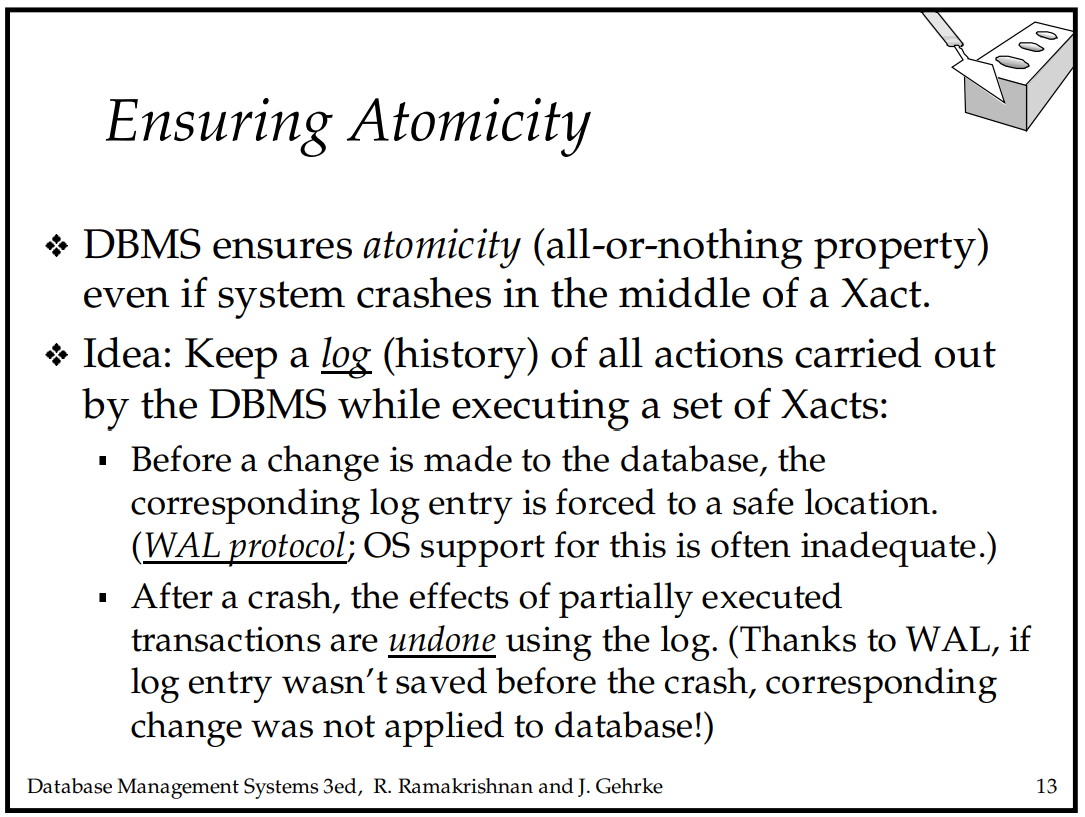 Ensuring Atomicity
❖ DBMS ensures atomicity (all-or-nothing property)
even if system crashes in the middle of a Xact.
❖ Idea: Keep a log (history) of all actions carried out
by the DBMS while executing a set of Xacts:
▪ Before a change is made to the database, the
corresponding log entry is forced to a safe location.
(WAL protocol; OS support for this is often inadequate.)
▪ After a crash, the effects of partially executed
transactions are undone using the log. (Thanks to WAL, if
log entry wasn’t saved before the crash, corresponding
change was not applied to database!)
Database Management Systems 3ed, R. Ramakrishnan and J. Gehrke 13